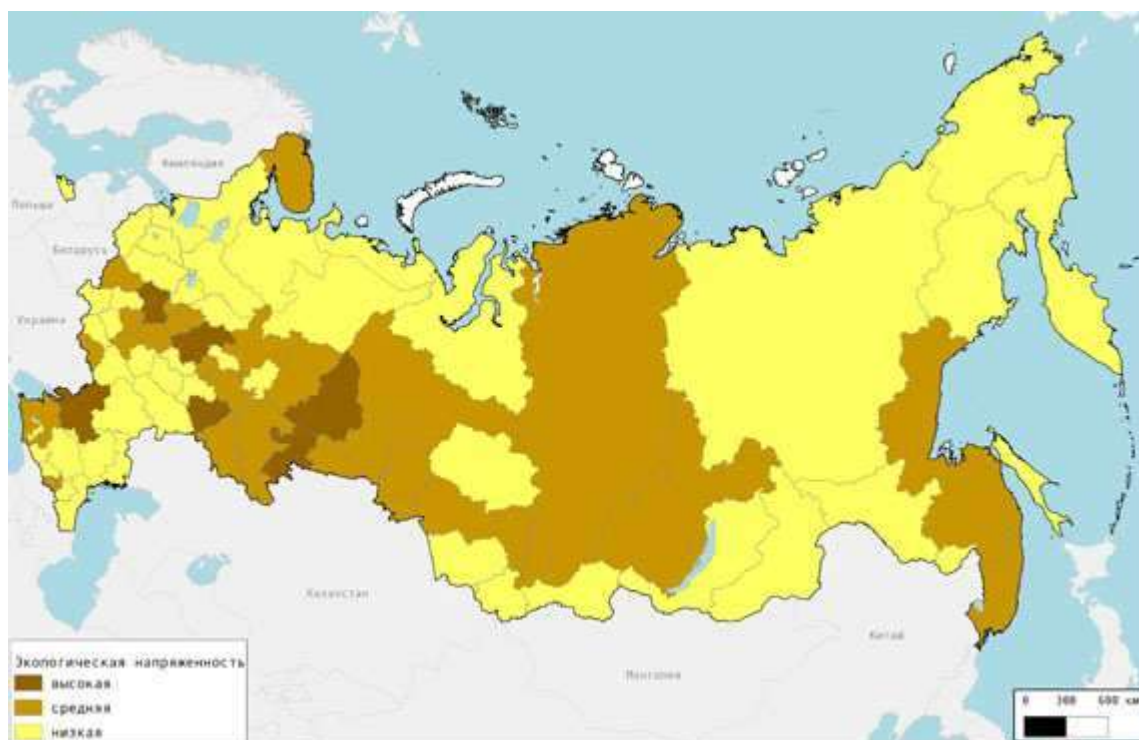 Финляндия
Польша
Беларусь
Украина
Казахстан
Монголия
Китай
Экологическая напряженность
высокая
средняя
низкая
0 300 600 км